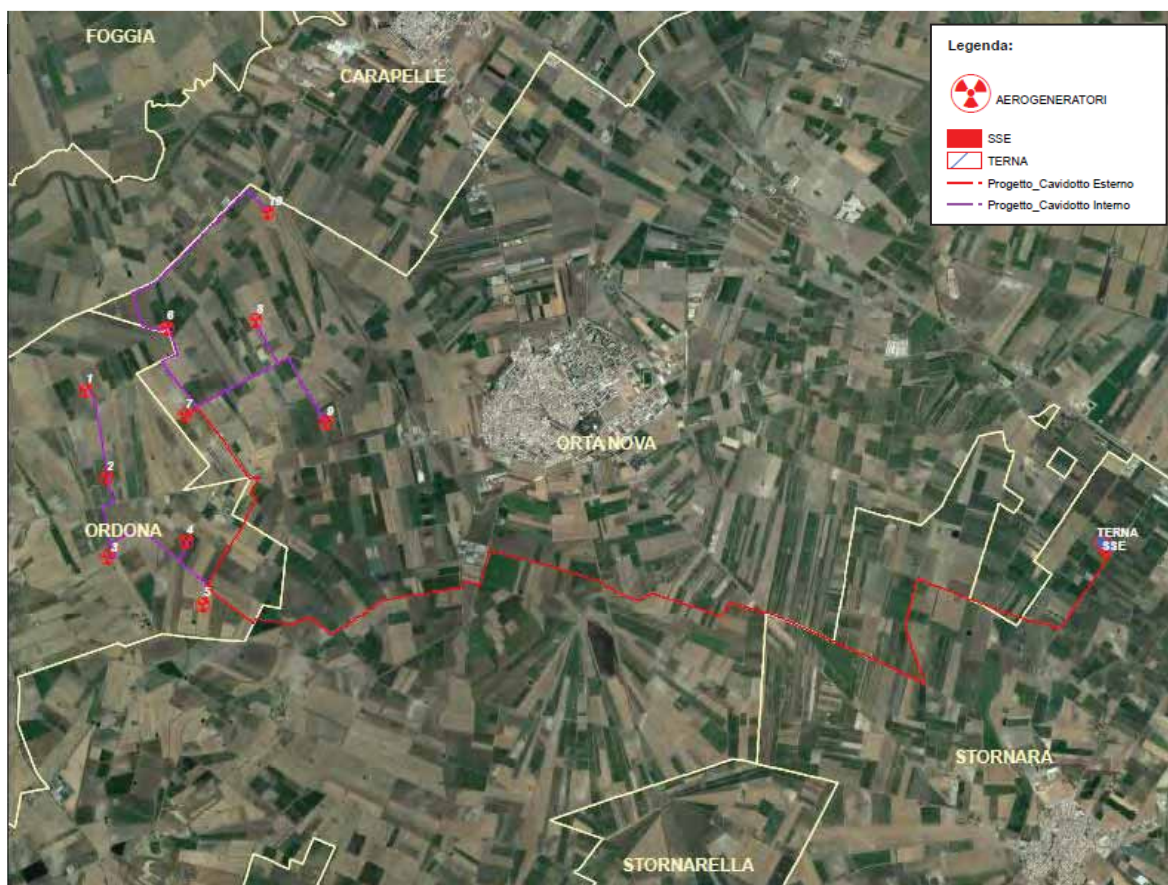 FOGGIA
CARAPELLE
Legenda:
AEROGENERATORI
SSE
TERNA
Progetto_Cavidotto Esterno
Progetto_Cavidotto Interno
10
6
8
1
7
9
2
ORTA NOVA
ORDONA
4
3
5
TERNA
SSE
STORNARA
STORNARELLA